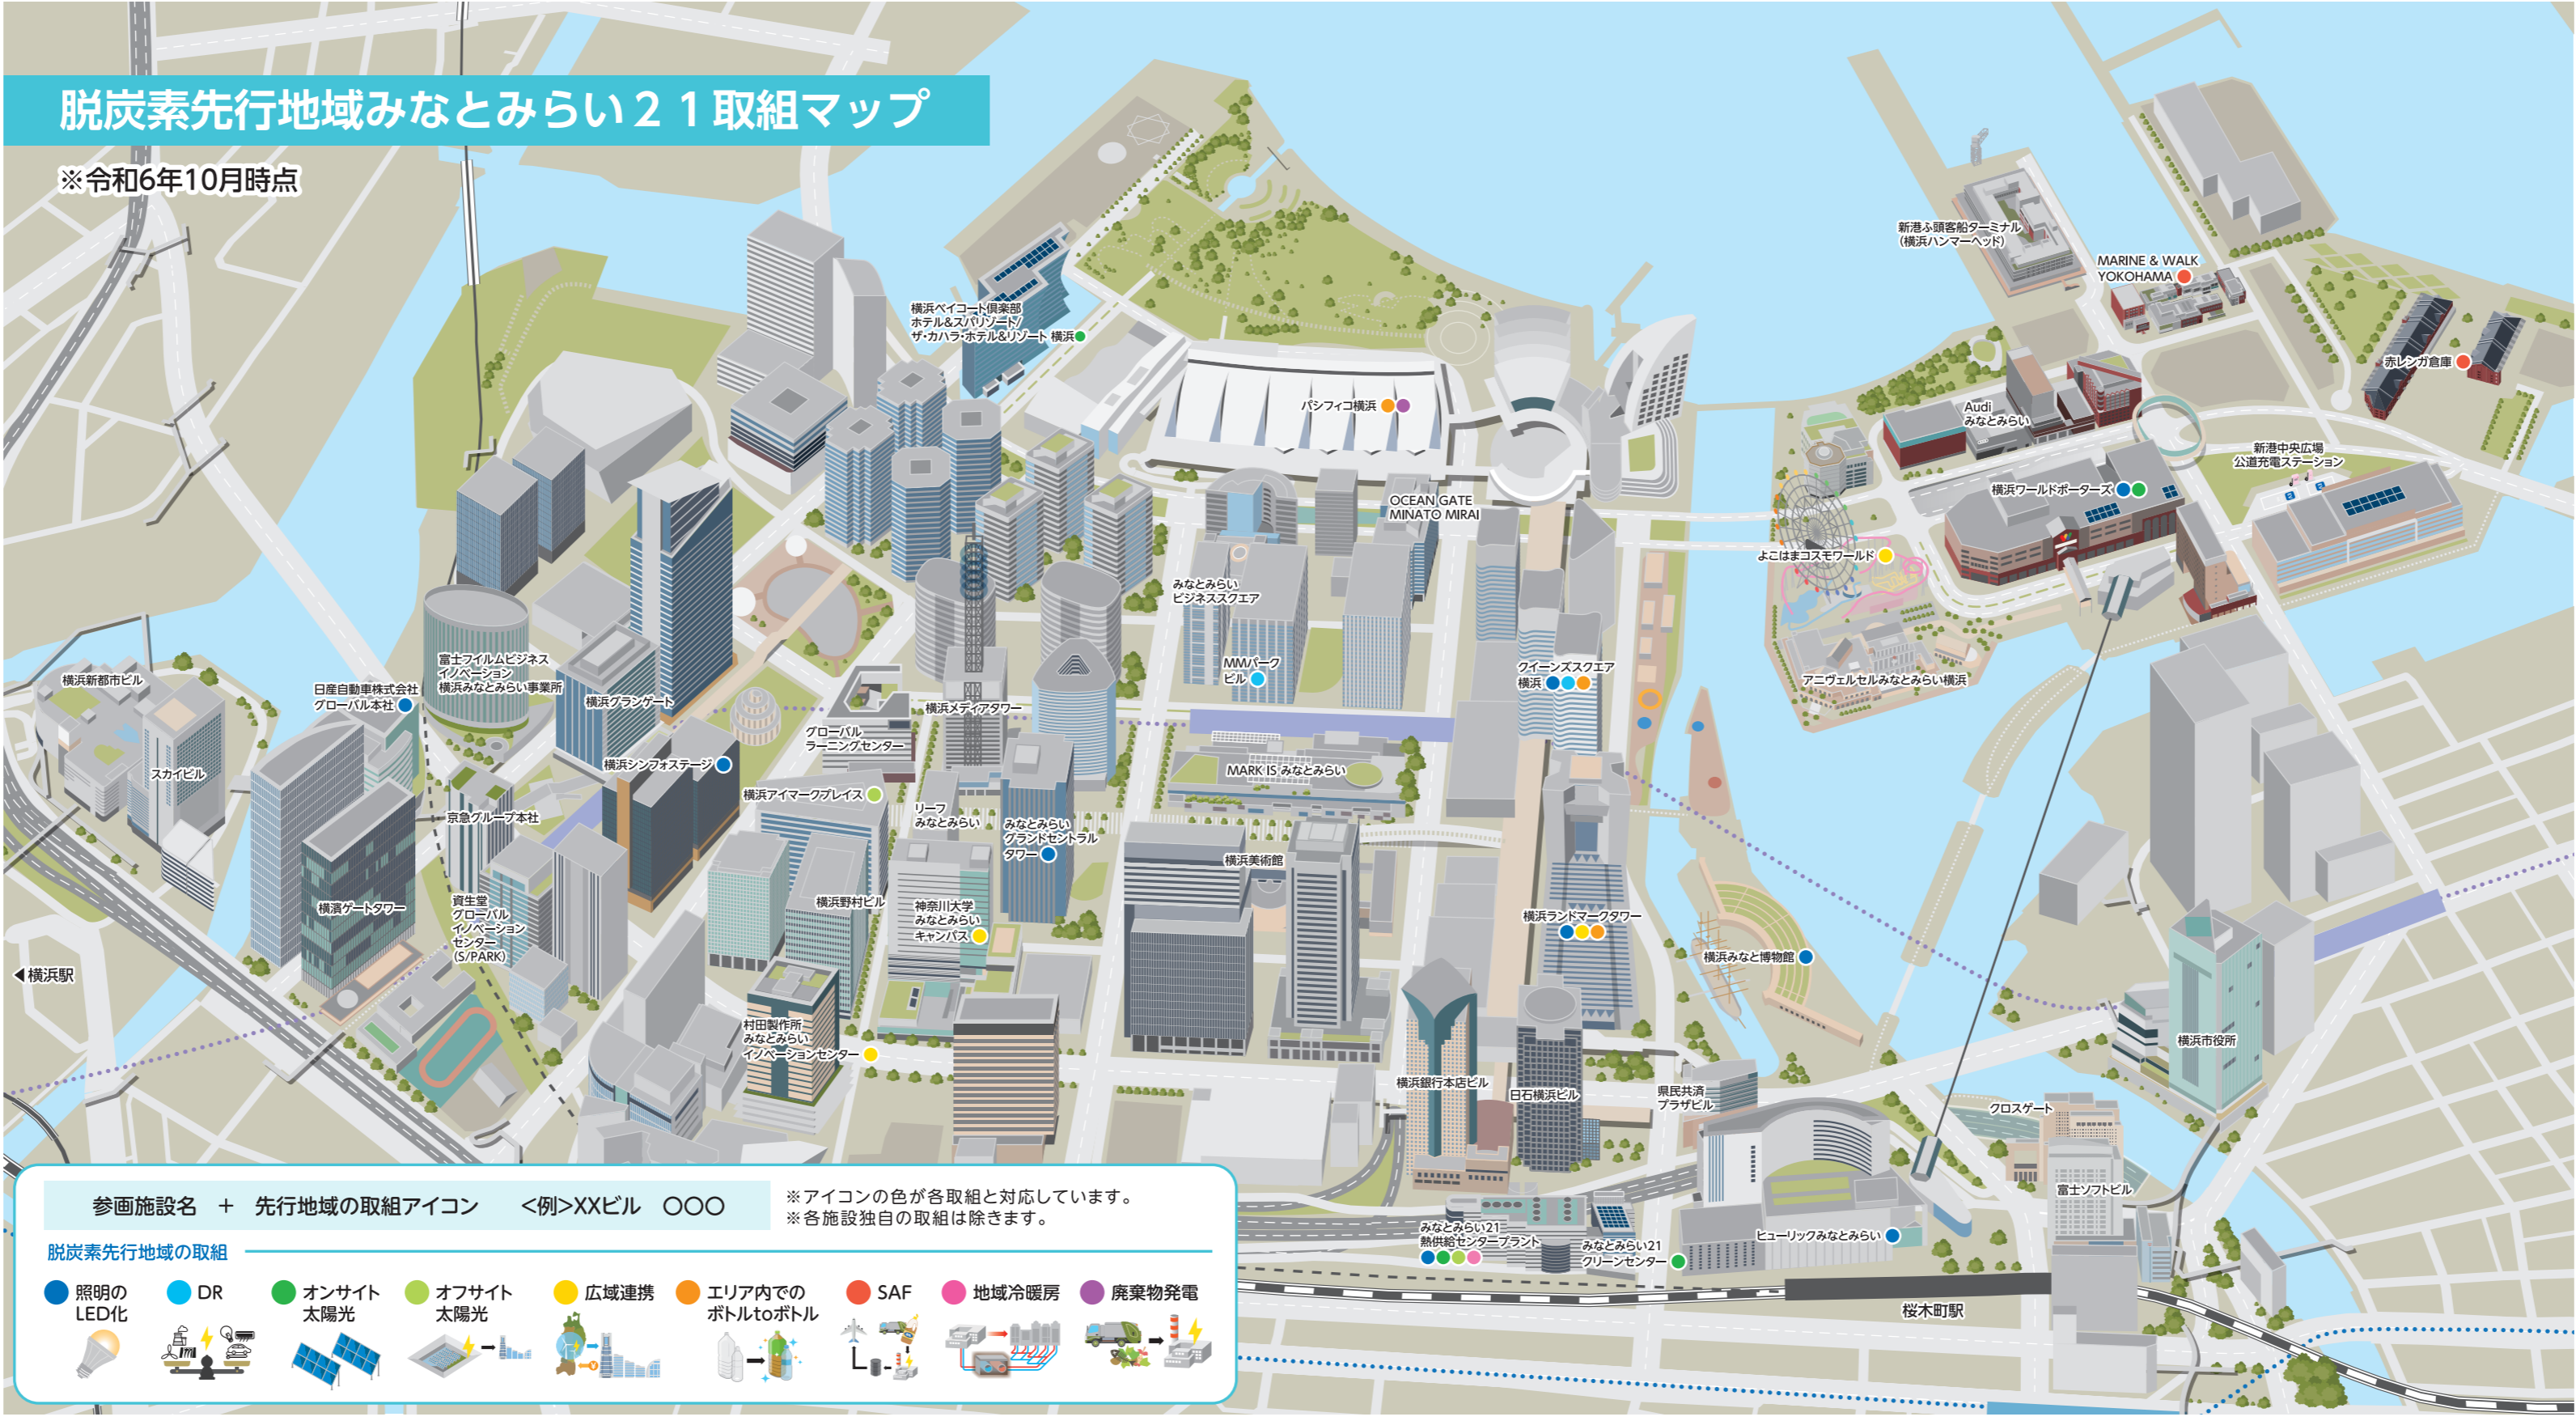 脱炭素先行地域みなとみらい２１取組マップ
※令和6年10月時点
新港ふ頭客船ターミナル
(横浜ハンマーヘッド)
MARINE & WALK
YOKOHAMA
横浜ベイコート倶楽部
ホテル&スパリゾート/
ザ・カハラ・ホテル&リゾート 横浜
赤レンガ倉庫
パシフィコ横浜
Audi
みなとみらい
新港中央広場
公道充電ステーション
横浜ワールドポーターズ
OCEAN GATE
MINATO MIRAI
よこはまコスモワールド
みなとみらい
ビジネススクエア
MMパーク
ビル
クイーンズスクエア
横浜
アニヴェルセルみなとみらい横浜
横浜新都市ビル
日産自動車株式会社
グローバル本社
富士フイルムビジネス
イノベーション
横浜みなとみらい事業所
横浜グランゲート
横浜メディアタワー
グローバル
ラーニングセンター
スカイビル
横浜シンフォステージ
MARK IS みなとみらい
横浜アイマークプレイス
京急グループ本社
リーフ
みなとみらい
みなとみらい
グランドセントラル
タワー
横浜美術館
横濱ゲートタワー
資生堂
グローバル
イノベーション
センター
(S/PARK)
横浜野村ビル
神奈川大学
みなとみらい
キャンパス
横浜ランドマークタワー
横浜みなと博物館
◀横浜駅
村田製作所
みなとみらい
イノベーションセンター
横浜市役所
横浜銀行本店ビル
日石横浜ビル
県民共済
プラザビル
クロスゲート
富士ソフトビル
みなとみらい21
熱供給センタープラント
みなとみらい21
クリーンセンター
ヒューリックみなとみらい
桜木町駅
参画施設名 ＋ 先行地域の取組アイコン <例>XXビル 〇〇〇
※アイコンの色が各取組と対応しています。
※各施設独自の取組は除きます。
脱炭素先行地域の取組
照明の
LED化
DR
オンサイト
太陽光
オフサイト
太陽光
広域連携
エリア内での
ボトルtoボトル
SAF
地域冷暖房
廃棄物発電